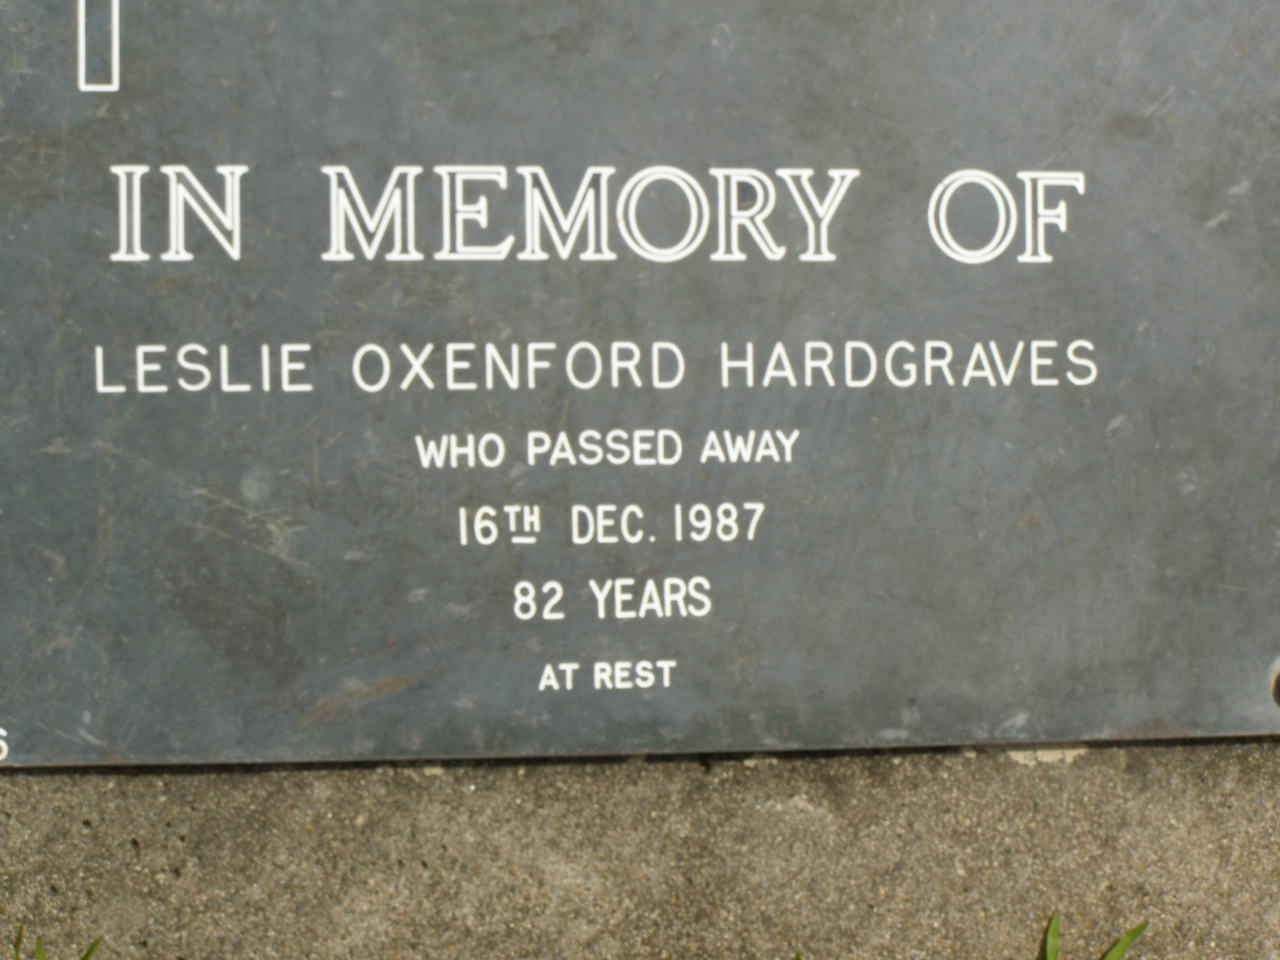 IN MEMORY OF
LESLIE OXENFORD HARDGRAVES
WHO PASSED AWAY
16TH DEC. 1987
82 YEARS
AT REST